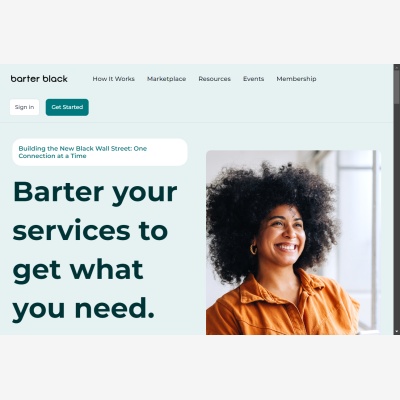 barter black
How It Works
Marketplace
Resources
Events
Membership
Sign in
Get Started
Building the New Black Wall Street: One
Connection at a Time
Barter your
services to
get what
you need.